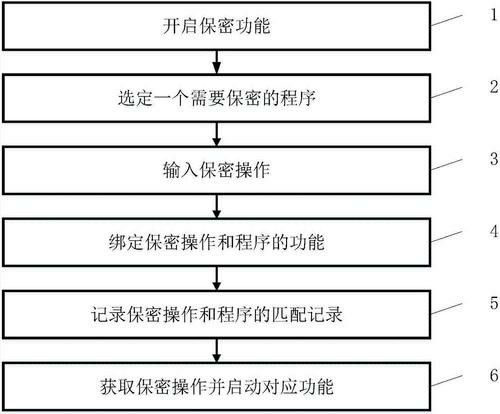 开启保密功能 1
选定一个需要保密的程序 2
输入保密操作 3
绑定保密操作和程序的功能 4
记录保密操作和程序的匹配记录 5
获取保密操作并启动对应功能 6